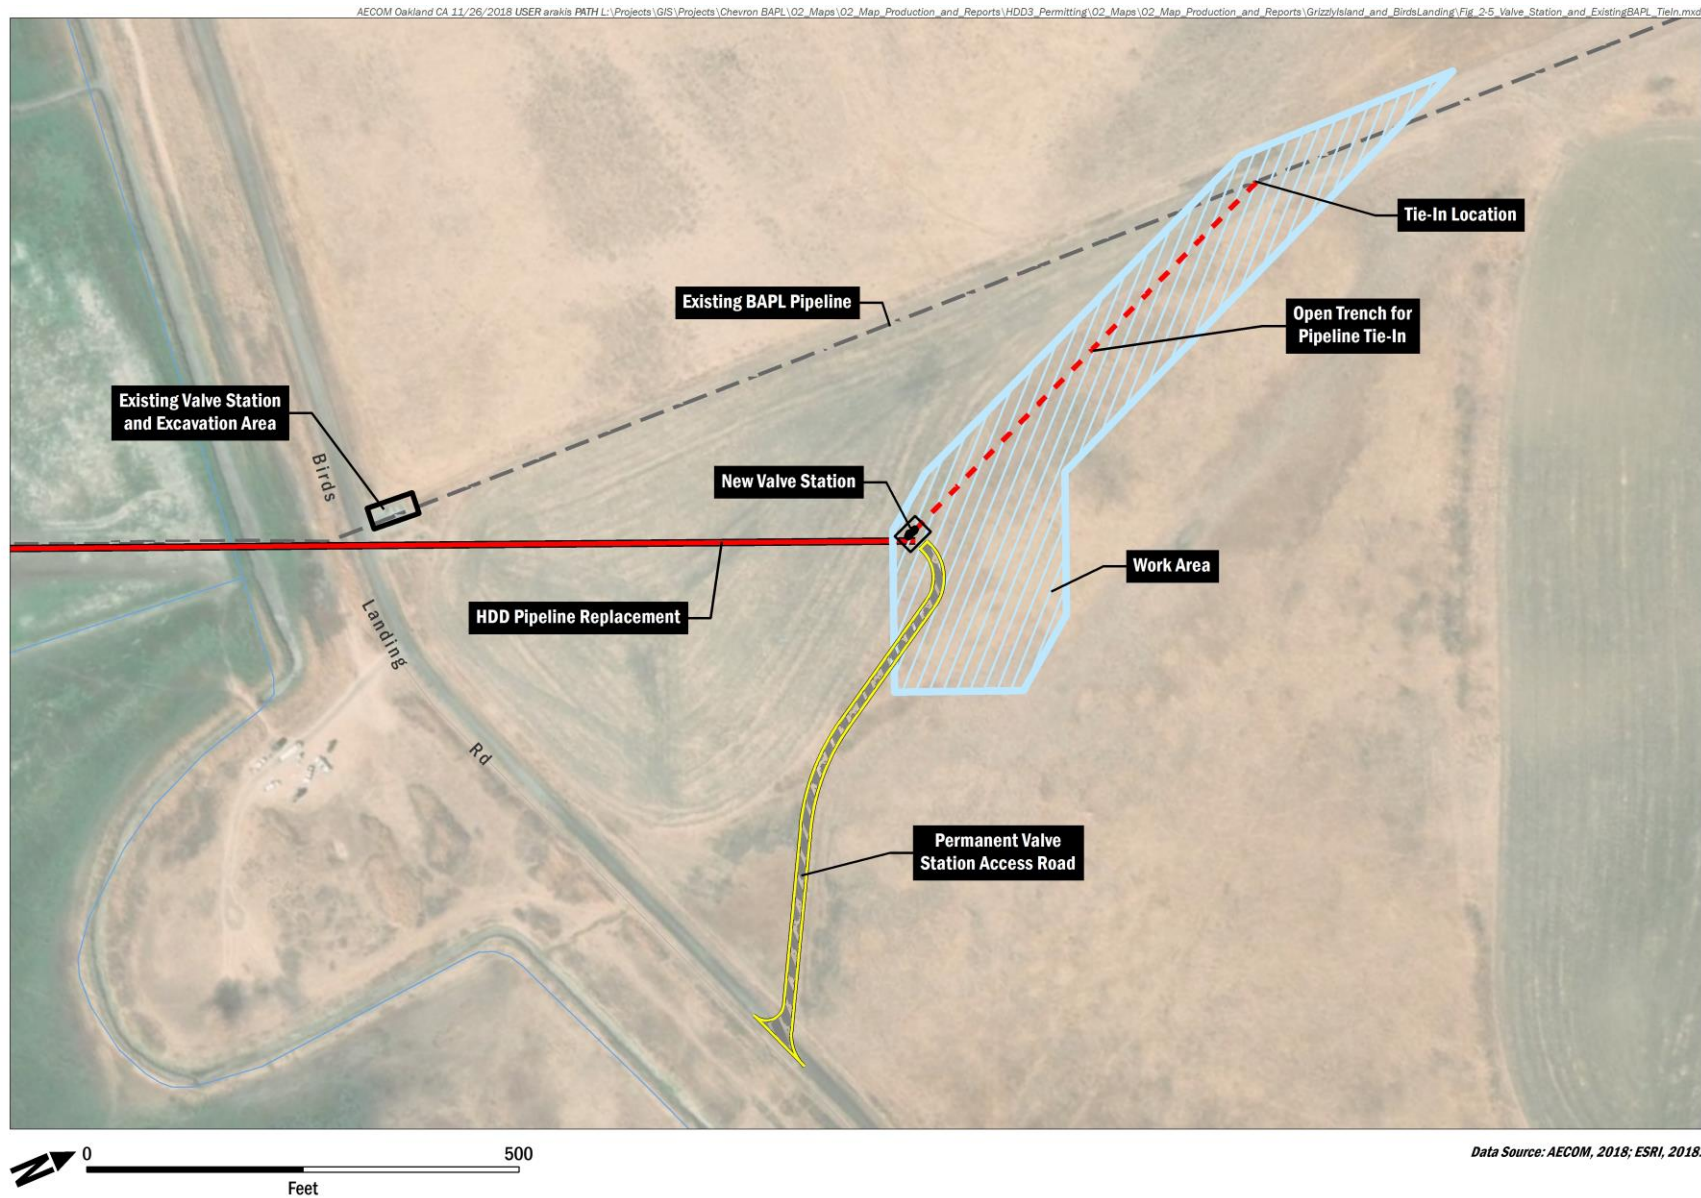 AECOM Oakland CA 11/26/2018 USER arakis PATH L:\Projects\GIS\Projects\Chevron BAPL\02_Maps\02_Map_Production_and_Reports\HDD3_Permitting\02_Maps\02_Map_Production_and_Reports\GrizzlyIsland_and_BirdsLanding\Fig_2-5_Valve_Station_and_ExistingBAPL_TieIn.mxd
Tie-In Location
Existing BAPL Pipeline
Open Trench for
Pipeline Tie-In
Existing Valve Station
and Excavation Area
Birds
New Valve Station
Work Area
HDD Pipeline Replacement
Landing
Rd
Permanent Valve
Station Access Road
N
0 500
Feet
Data Source: AECOM, 2018; ESRI, 2018.